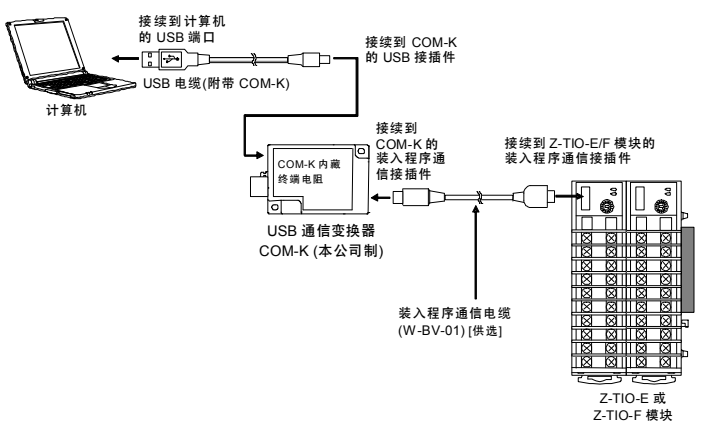 接续到计算机
的 USB 端口
USB 电缆(附带 COM-K)
计算机
接续到 COM-K
的 USB 接插件
COM-K 内藏
终端电阻
USB 通信变换器
COM-K (本公司制)
接续到
COM-K 的
装入程序通
信接插件
接续到 Z-TIO-E/F 模块的
装入程序通信接插件
装入程序通信电缆
(W-BV-01) [供选]
Z-TIO-E 或
Z-TIO-F 模块